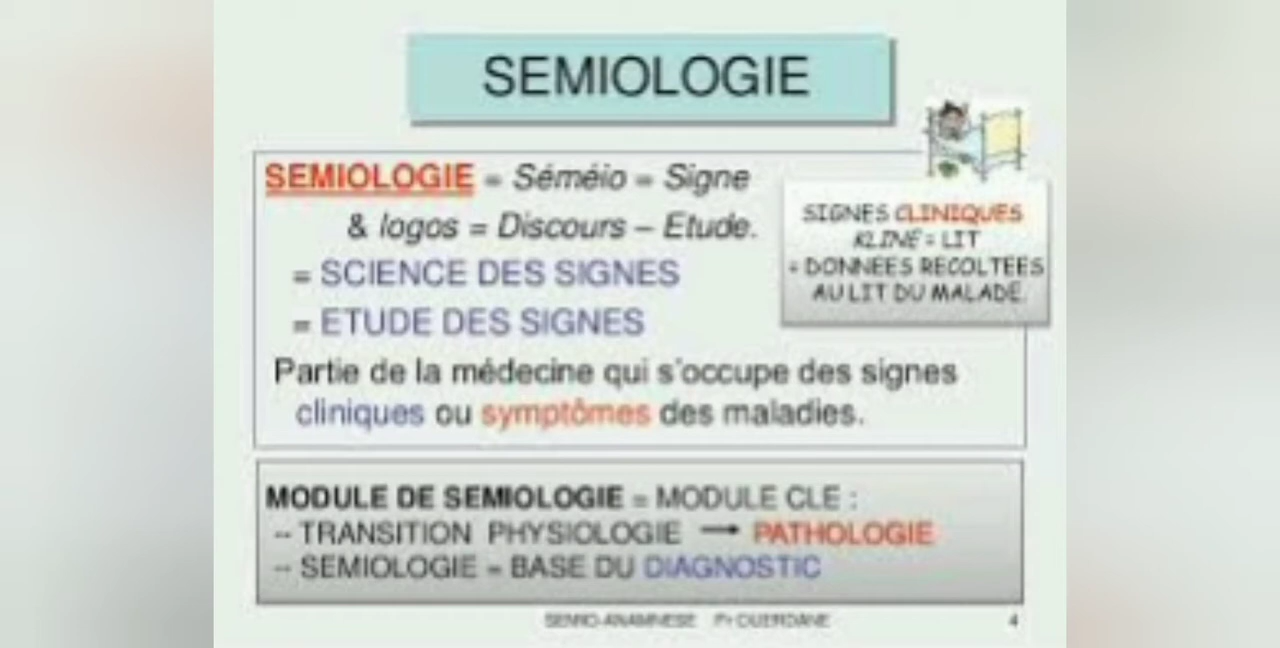 SEMIOLOGIE
SEMIOLOGIE = Séméio = Signe
& logos = Discours – Etude.
= SCIENCE DES SIGNES
= ETUDE DES SIGNES
SIGNES CLINIQUES
KLINE = LIT
= DONNEES RECOLTEES
AU LIT DU MALADE.
Partie de la médecine qui s'occupe des signes
cliniques ou symptômes des maladies.
MODULE DE SEMIOLOGIE = MODULE CLE :
-- TRANSITION PHYSIOLOGIE → PATHOLOGIE
-- SEMIOLOGIE = BASE DU DIAGNOSTIC
SEMIO-ANAMNESE Pr OUERDANE 4